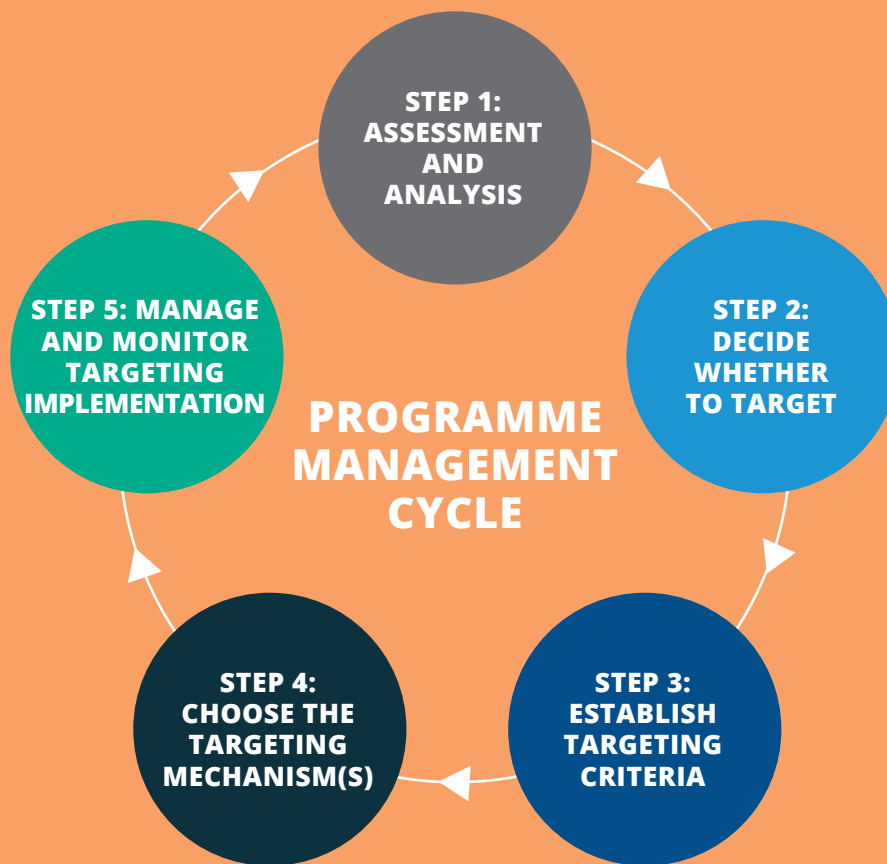 STEP 1:
ASSESSMENT
AND
ANALYSIS
STEP 2:
DECIDE
WHETHER
TO TARGET
STEP 3:
ESTABLISH
TARGETING
CRITERIA
STEP 4:
CHOOSE THE
TARGETING
MECHANISM(S)
STEP 5: MANAGE
AND MONITOR
TARGETING
IMPLEMENTATION
PROGRAMME
MANAGEMENT
CYCLE